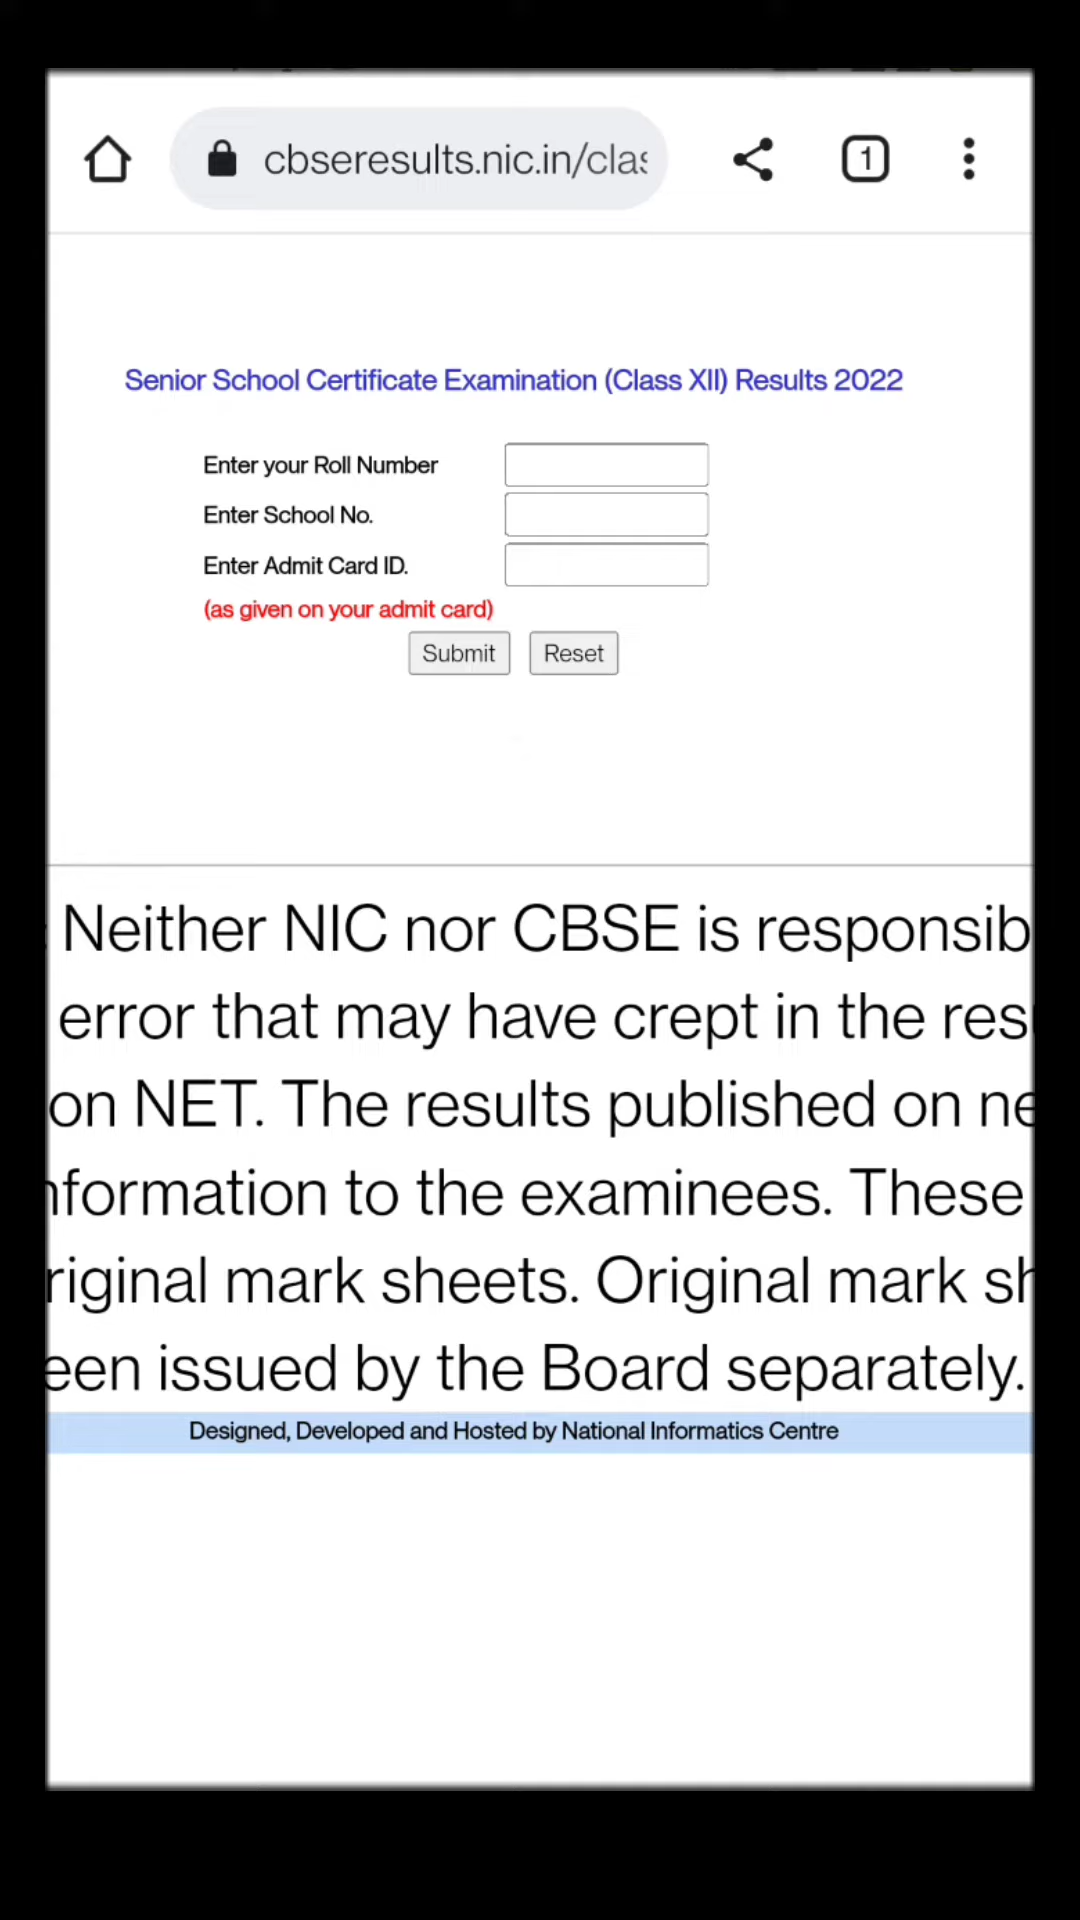 cbseresults.nic.in/clas
1
Senior School Certificate Examination (Class XII) Results 2022
Enter your Roll Number
Enter School No.
Enter Admit Card ID.
(as given on your admit card)
Submit Reset
Neither NIC nor CBSE is responsib
error that may have crept in the res
on NET. The results published on ne
nformation to the examinees. These
riginal mark sheets. Original mark sh
een issued by the Board separately.
Designed, Developed and Hosted by National Informatics Centre